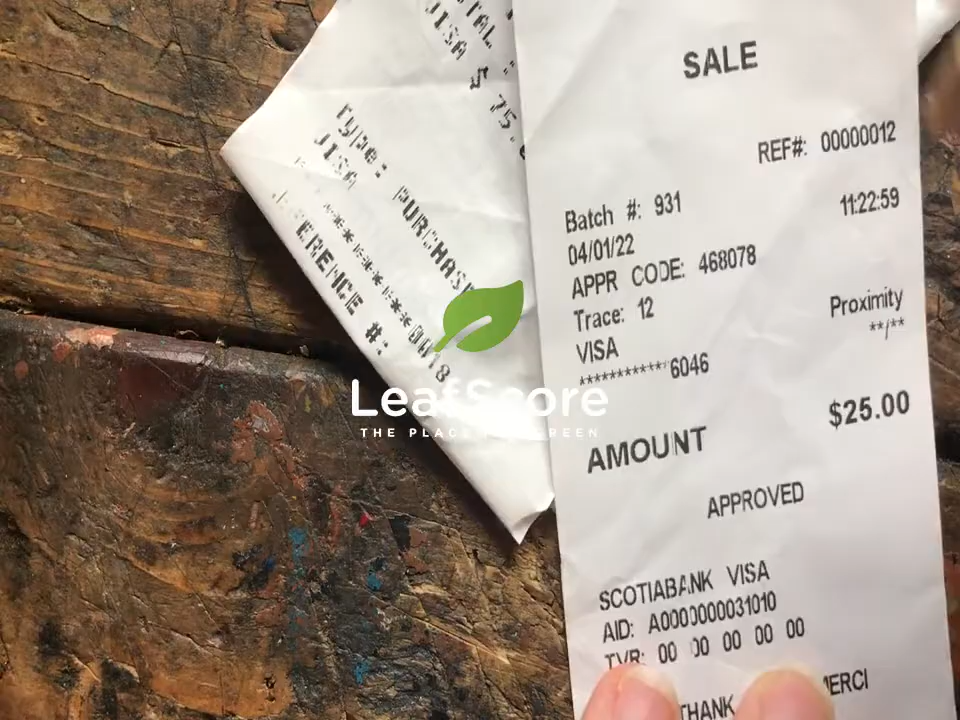 SALE
REF#: 00000012
Batch #: 931 11:22:59
04/01/22
APPR CODE: 468078
Trace: 12 Proximity
VISA **/**
************6046
AMOUNT $25.00
APPROVED
SCOTIABANK VISA
AID: A0000000031010
TVR: 00 00 00 00 00
THANK MERCI
VISA $ 75.
Type: PURCHASE
VISA
#:
LeafScore
THE PLACE GREEN